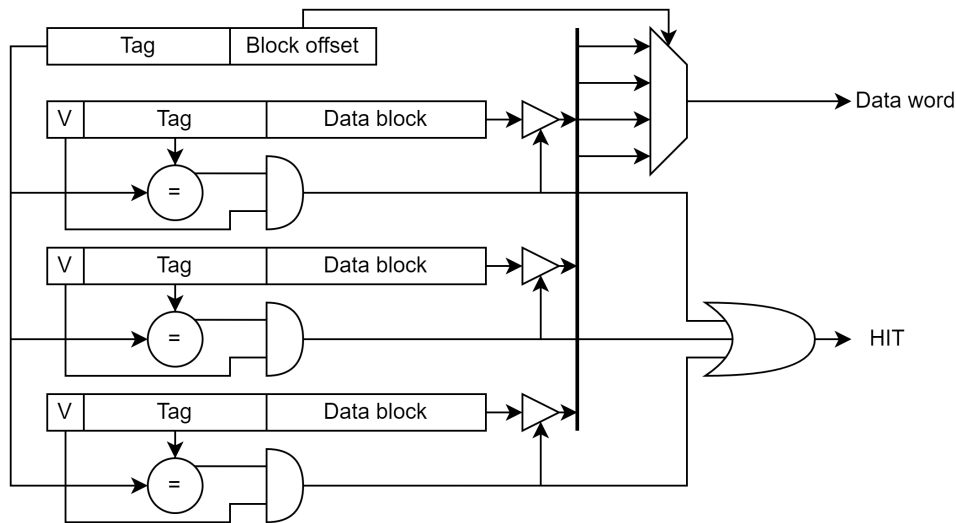 Tag Block offset
V Tag Data block
Data word
=
V Tag Data block
=
HIT
V Tag Data block
=